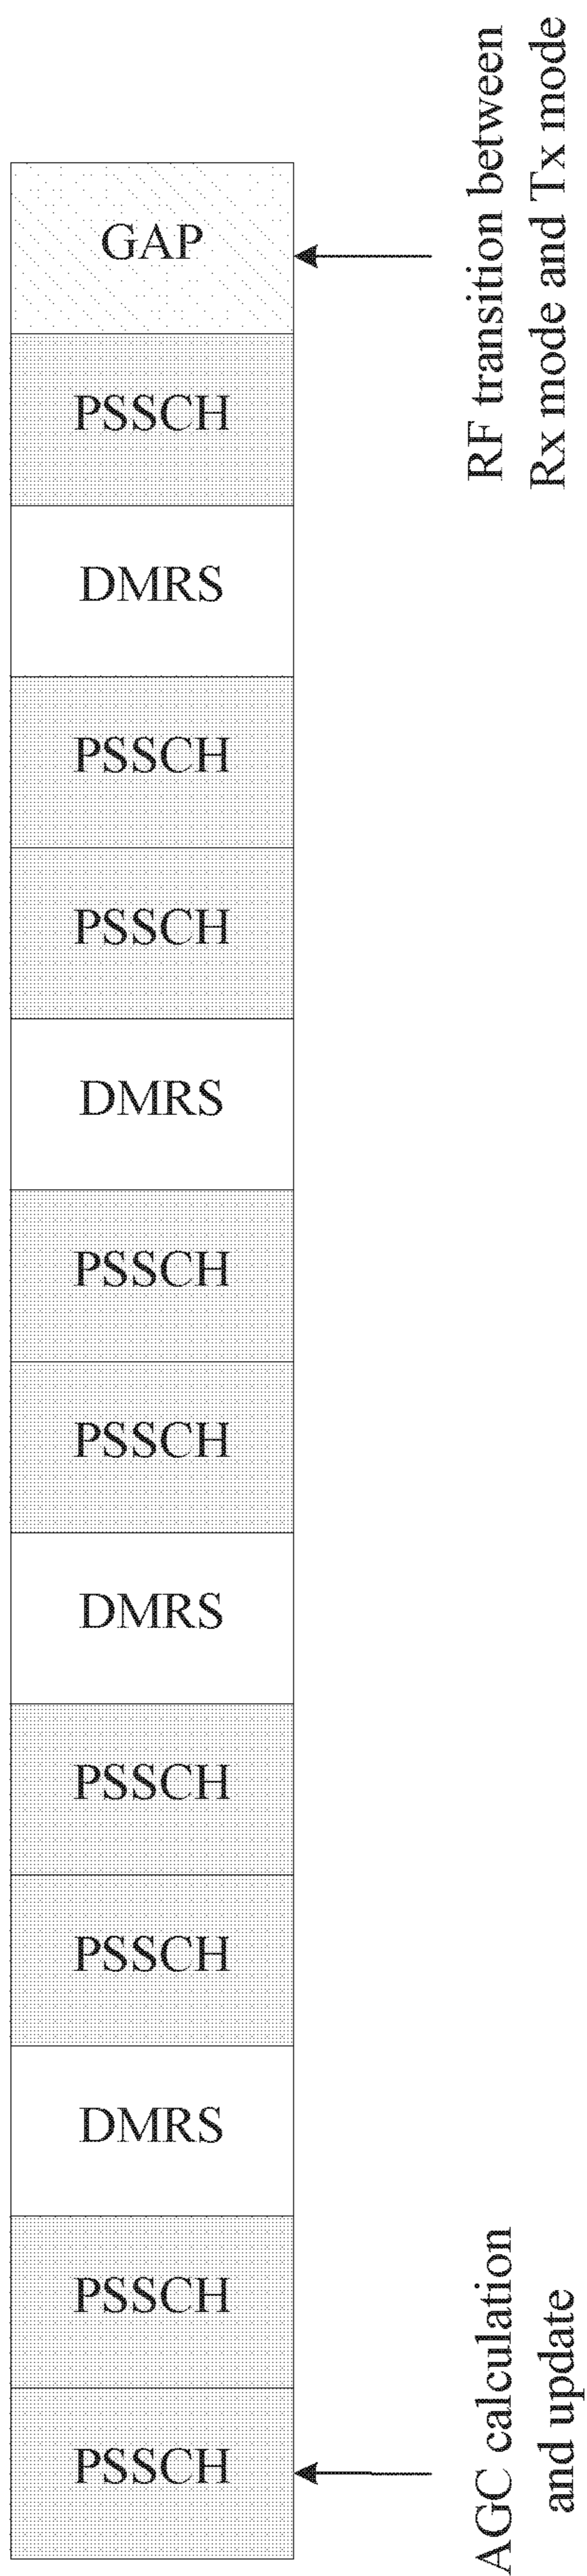 GAP
PSSCH
DMRS
PSSCH
PSSCH
DMRS
PSSCH
PSSCH
DMRS
PSSCH
PSSCH
DMRS
PSSCH
PSSCH
RF transition between
Rx mode and Tx mode
AGC calculation
and update